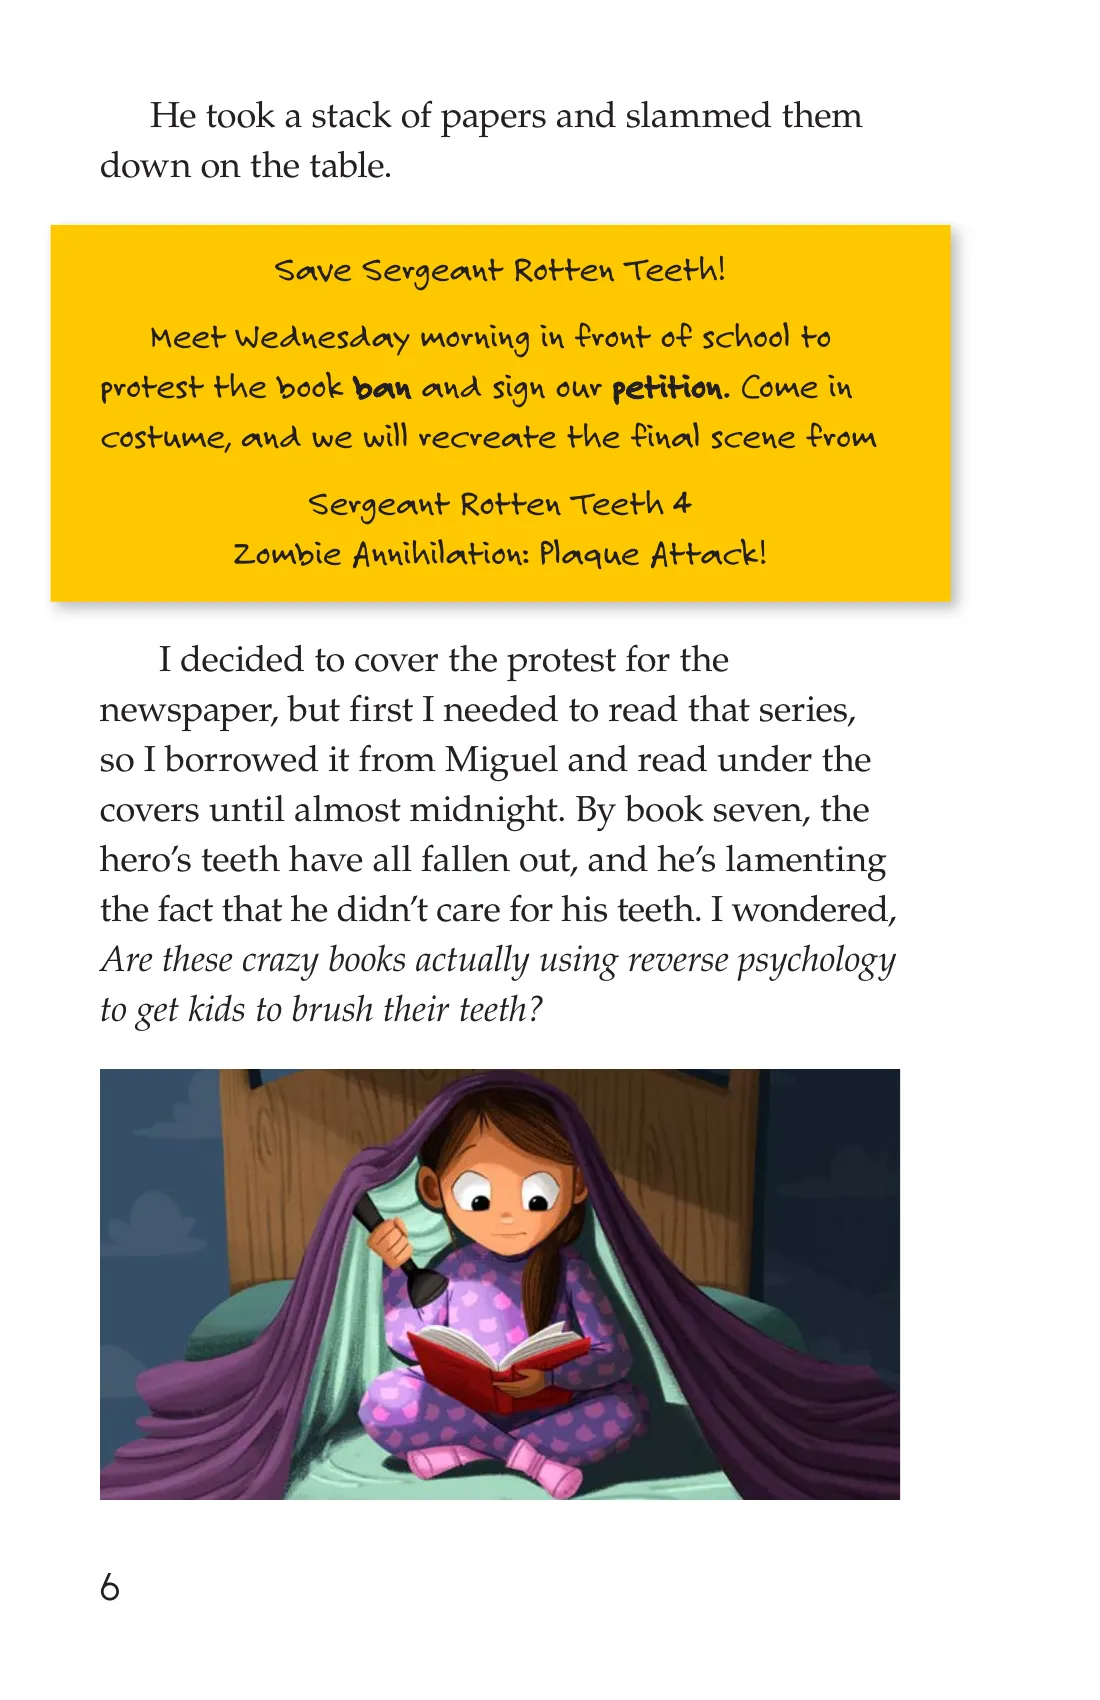 He took a stack of papers and slammed them
down on the table.
Save Sergeant Rotten Teeth!
Meet Wednesday morning in front of school to
protest the book ban and sign our petition. Come in
costume, and we will recreate the final scene from
Sergeant Rotten Teeth 4
Zombie Annihilation: Plaque Attack!
I decided to cover the protest for the
newspaper, but first I needed to read that series,
so I borrowed it from Miguel and read under the
covers until almost midnight. By book seven, the
hero’s teeth have all fallen out, and he’s lamenting
the fact that he didn’t care for his teeth. I wondered,
Are these crazy books actually using reverse psychology
to get kids to brush their teeth?
6